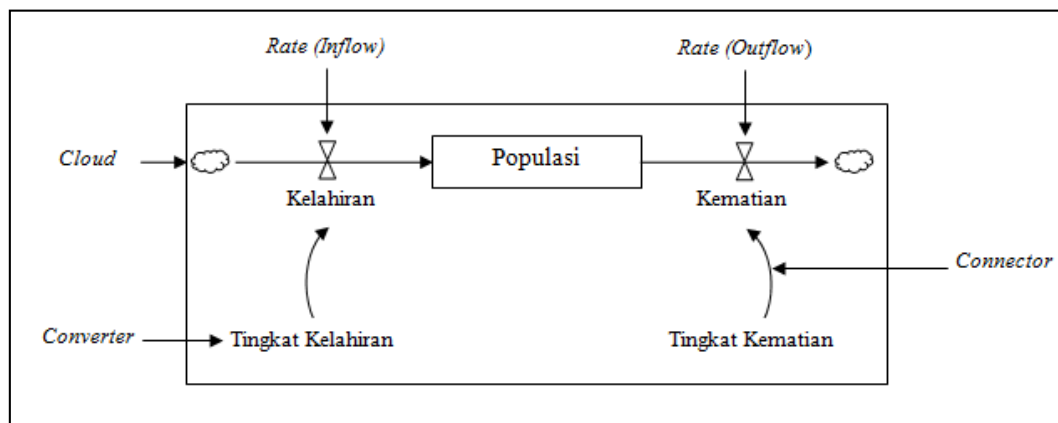 Rate (Inflow)
Rate (Outflow)
Cloud
Populasi
Kelahiran
Kematian
Connector
Converter
Tingkat Kelahiran
Tingkat Kematian